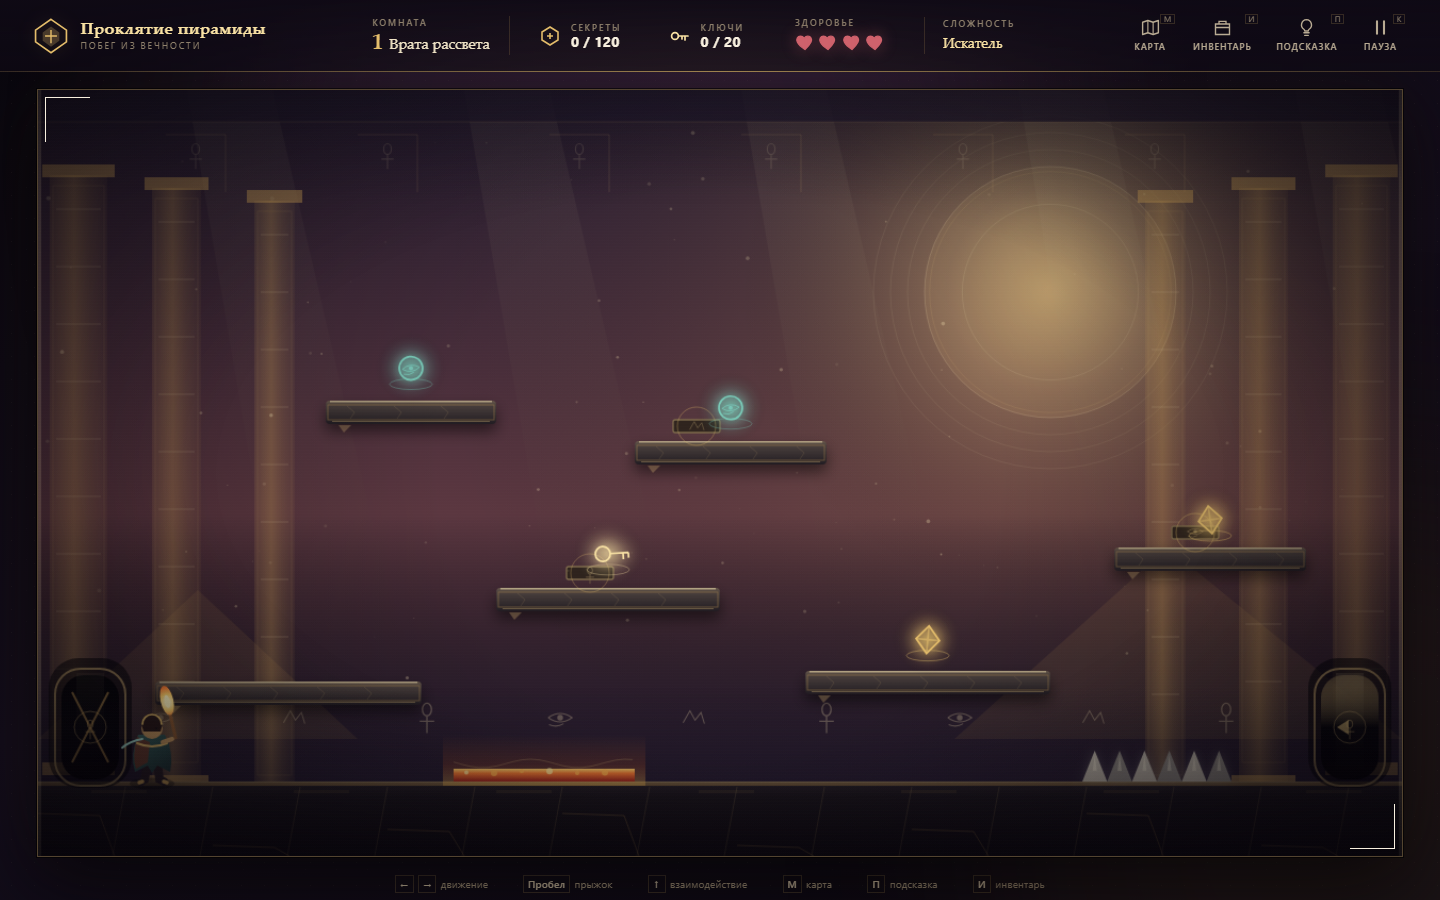 Проклятие пирамиды
ПОБЕГ ИЗ ВЕЧНОСТИ
КОМНАТА
1 Врата рассвета
СЕКРЕТЫ
0 / 120
КЛЮЧИ
0 / 20
ЗДОРОВЬЕ
СЛОЖНОСТЬ
Искатель
М
КАРТА
И
ИНВЕНТАРЬ
П
ПОДСКАЗКА
К
ПАУЗА
← → движение
Пробел прыжок
↑ взаимодействие
М карта
П подсказка
И инвентарь